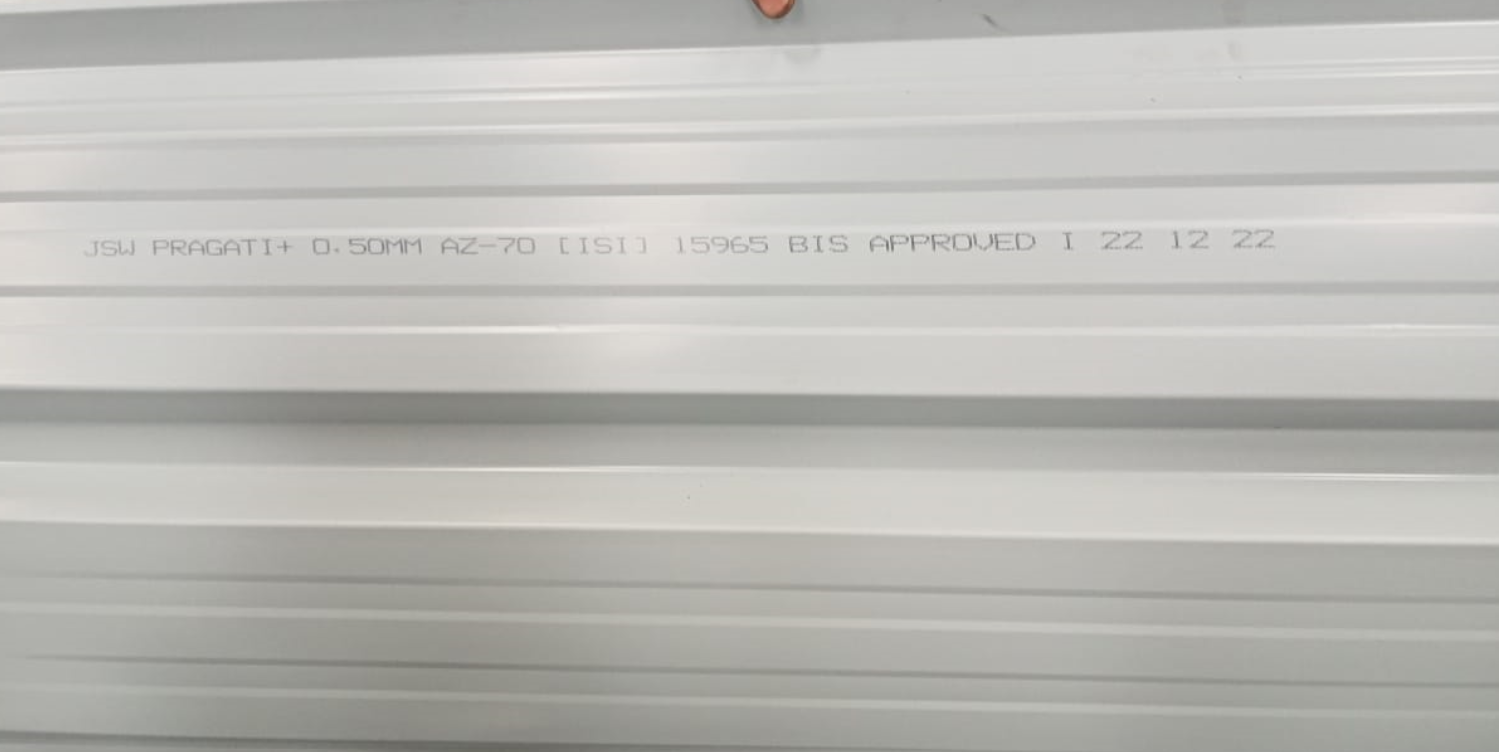 JSW PRAGATI+ 0.50MM AZ-70 [ISI] 15965 BIS APPROVED I 22 12 22